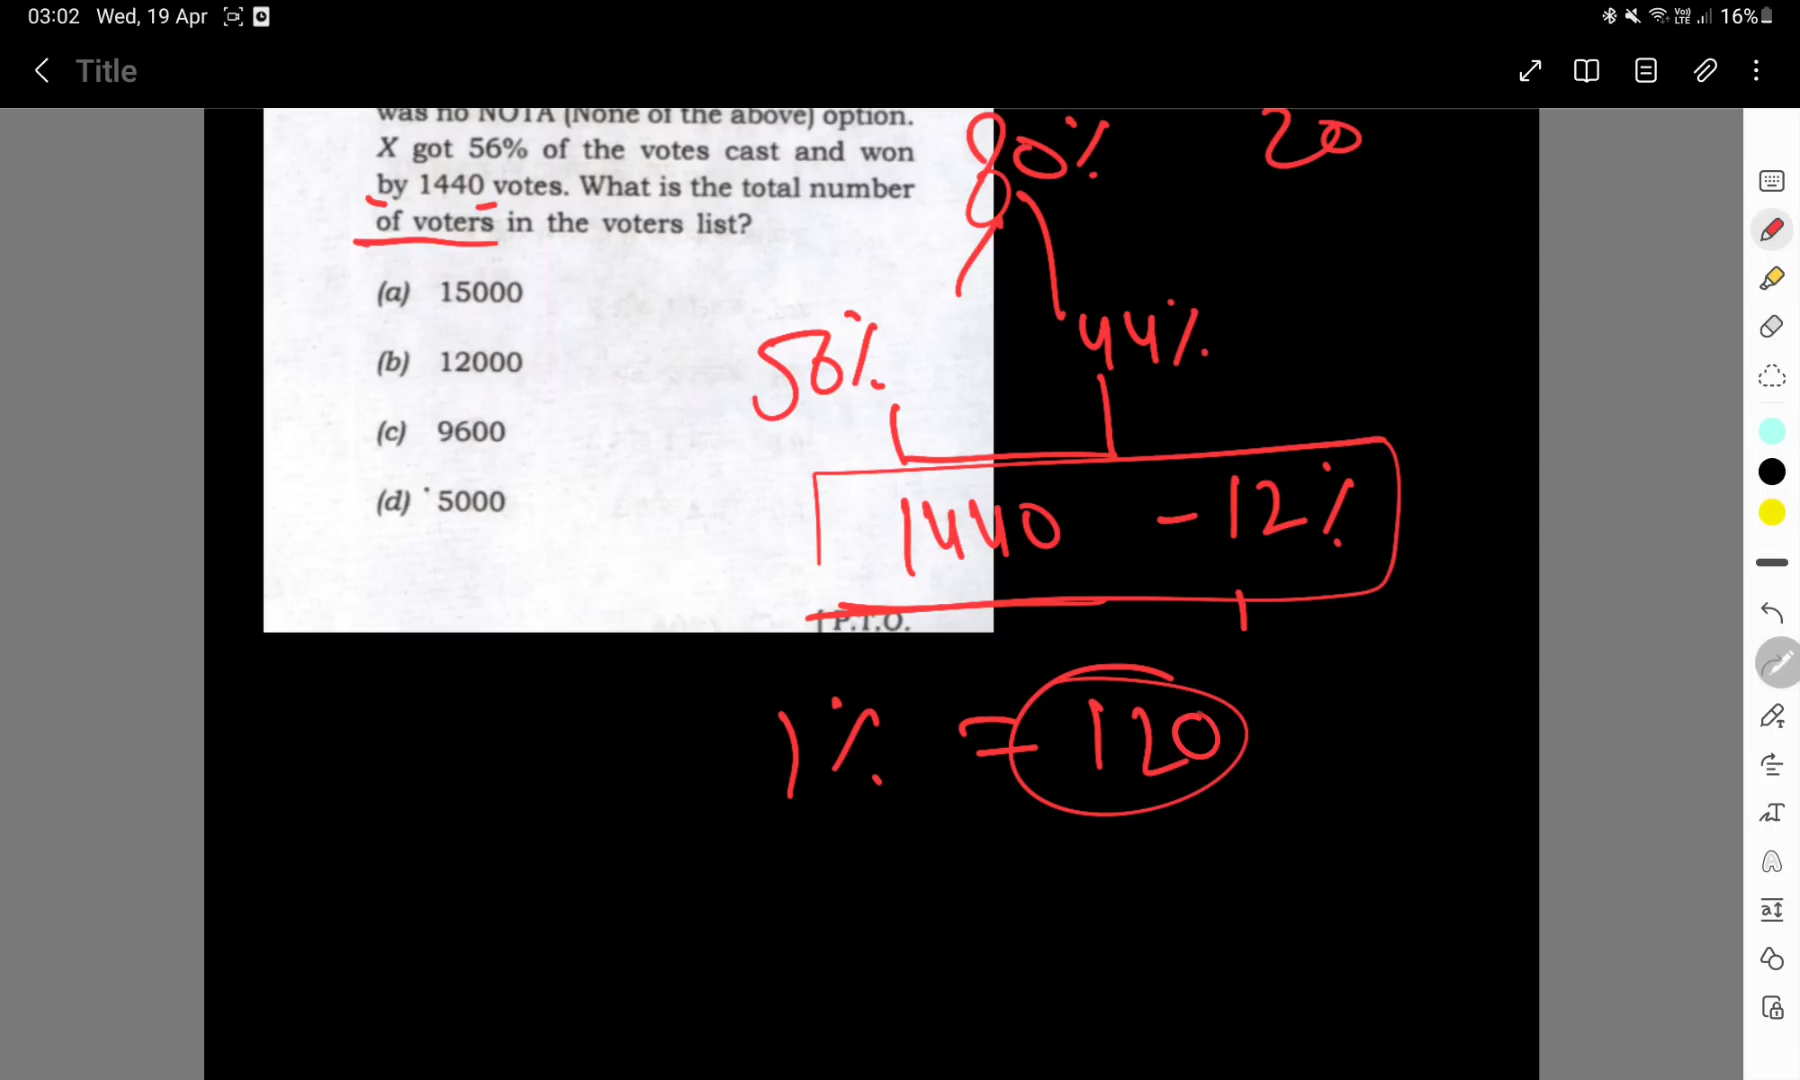 03:02 Wed, 19 Apr
Vo)) LTE 16%
Title
was no NOTA (None of the above) option.
X got 56% of the votes cast and won
by 1440 votes. What is the total number
of voters in the voters list?
(a) 15000
(b) 12000
(c) 9600
(d) 5000
P.T.O.
80%
20
56%
44%
1440 - 12%
1% = 120